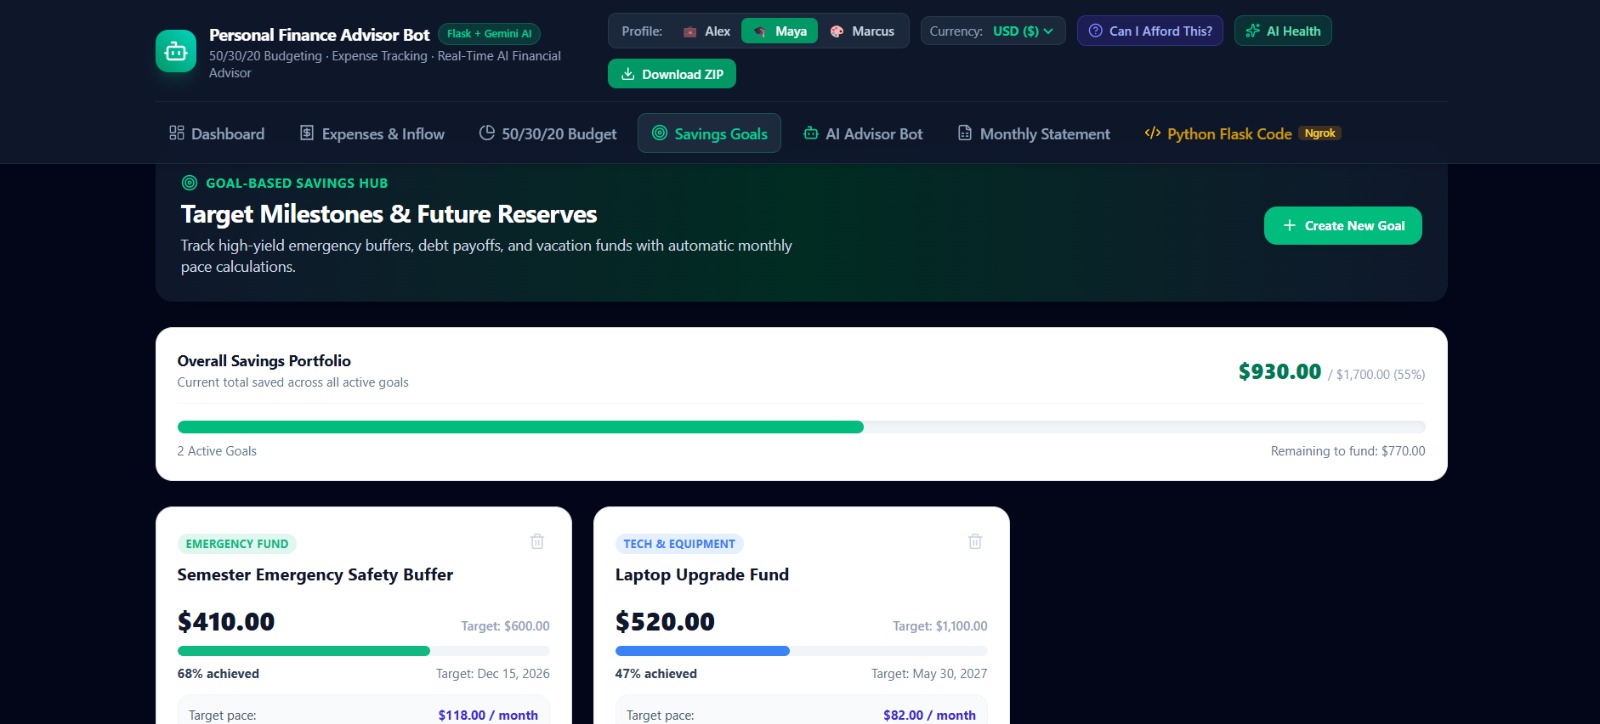 Personal Finance Advisor Bot Flask + Gemini AI
50/30/20 Budgeting · Expense Tracking · Real-Time AI Financial
Advisor
Profile: Alex Maya Marcus
Currency: USD ($)
Can I Afford This?
AI Health
Download ZIP
Dashboard
Expenses & Inflow
50/30/20 Budget
Savings Goals
AI Advisor Bot
Monthly Statement
Python Flask Code Ngrok
GOAL-BASED SAVINGS HUB
Target Milestones & Future Reserves
Track high-yield emergency buffers, debt payoffs, and vacation funds with automatic monthly
pace calculations.
Create New Goal
Overall Savings Portfolio
Current total saved across all active goals
$930.00 / $1,700.00 (55%)
2 Active Goals
Remaining to fund: $770.00
EMERGENCY FUND
Semester Emergency Safety Buffer
$410.00
Target: $600.00
68% achieved
Target: Dec 15, 2026
Target pace:
$118.00 / month
TECH & EQUIPMENT
Laptop Upgrade Fund
$520.00
Target: $1,100.00
47% achieved
Target: May 30, 2027
Target pace:
$82.00 / month